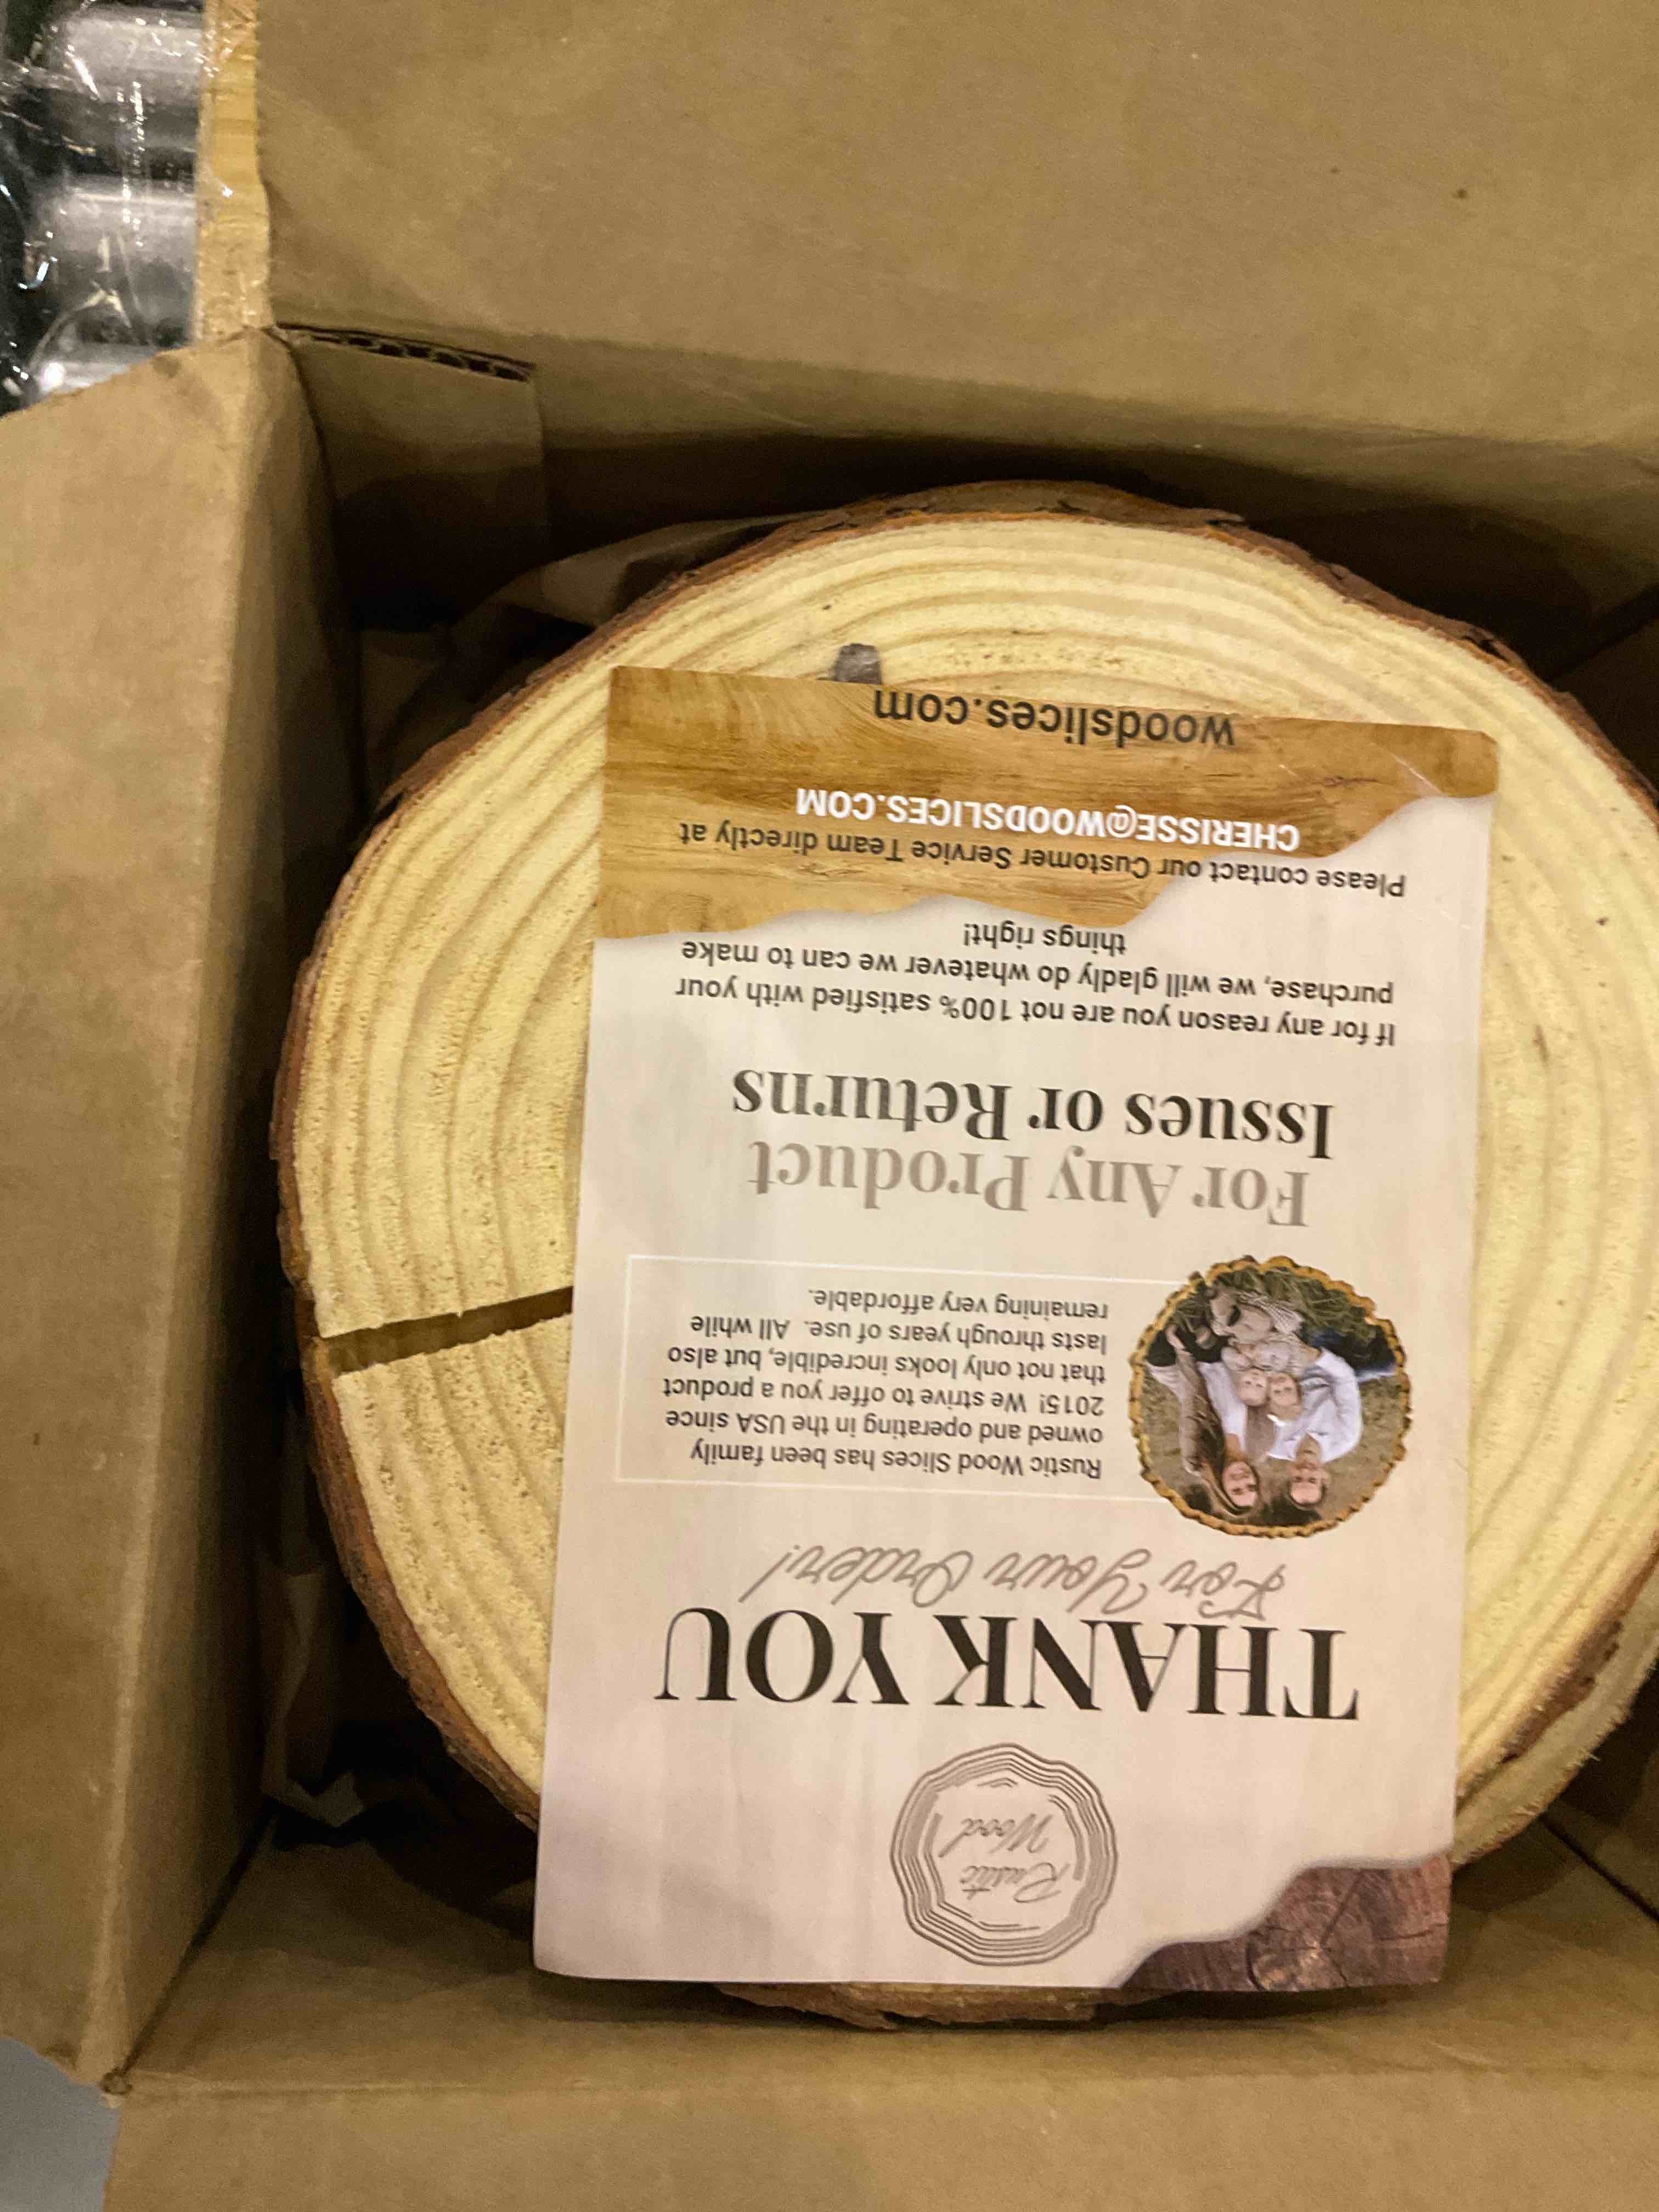 Rustic
Wood
THANK YOU
For Your Order!
Rustic Wood Slices has been family
owned and operating in the USA since
2015! We strive to offer you a product
that not only looks incredible, but also
lasts through years of use. All while
remaining very affordable.
For Any Product
Issues or Returns
If for any reason you are not 100% satisfied with your
purchase, we will gladly do whatever we can to make
things right!
Please contact our Customer Service Team directly at
CHERISSE@WOODSLICES.COM
woodslices.com